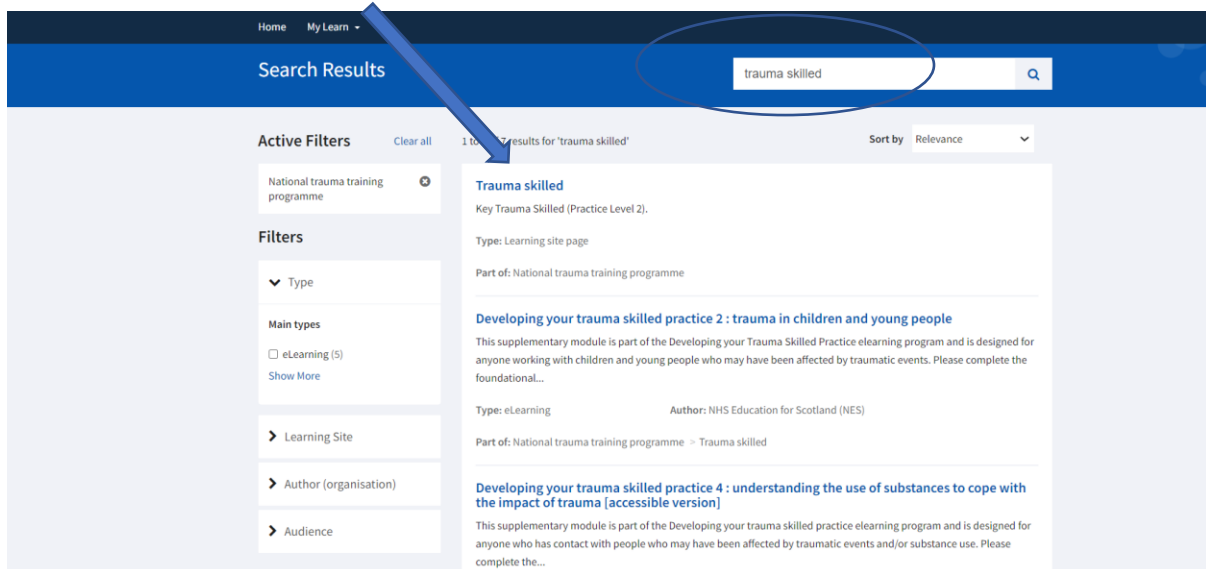 Home My Learn
Search Results
trauma skilled
Active Filters Clear all
National trauma training
programme
Filters
Type
Main types
eLearning (5)
Show More
Learning Site
Author (organisation)
Audience
1 to 7 results for 'trauma skilled'
Sort by Relevance
Trauma skilled
Key Trauma Skilled (Practice Level 2).
Type: Learning site page
Part of: National trauma training programme
Developing your trauma skilled practice 2 : trauma in children and young people
This supplementary module is part of the Developing your Trauma Skilled Practice elearning program and is designed for
anyone working with children and young people who may have been affected by traumatic events. Please complete the
foundational...
Type: eLearning Author: NHS Education for Scotland (NES)
Part of: National trauma training programme > Trauma skilled
Developing your trauma skilled practice 4 : understanding the use of substances to cope with
the impact of trauma [accessible version]
This supplementary module is part of the Developing your trauma skilled practice elearning program and is designed for
anyone who has contact with people who may have been affected by traumatic events and/or substance use. Please
complete the...